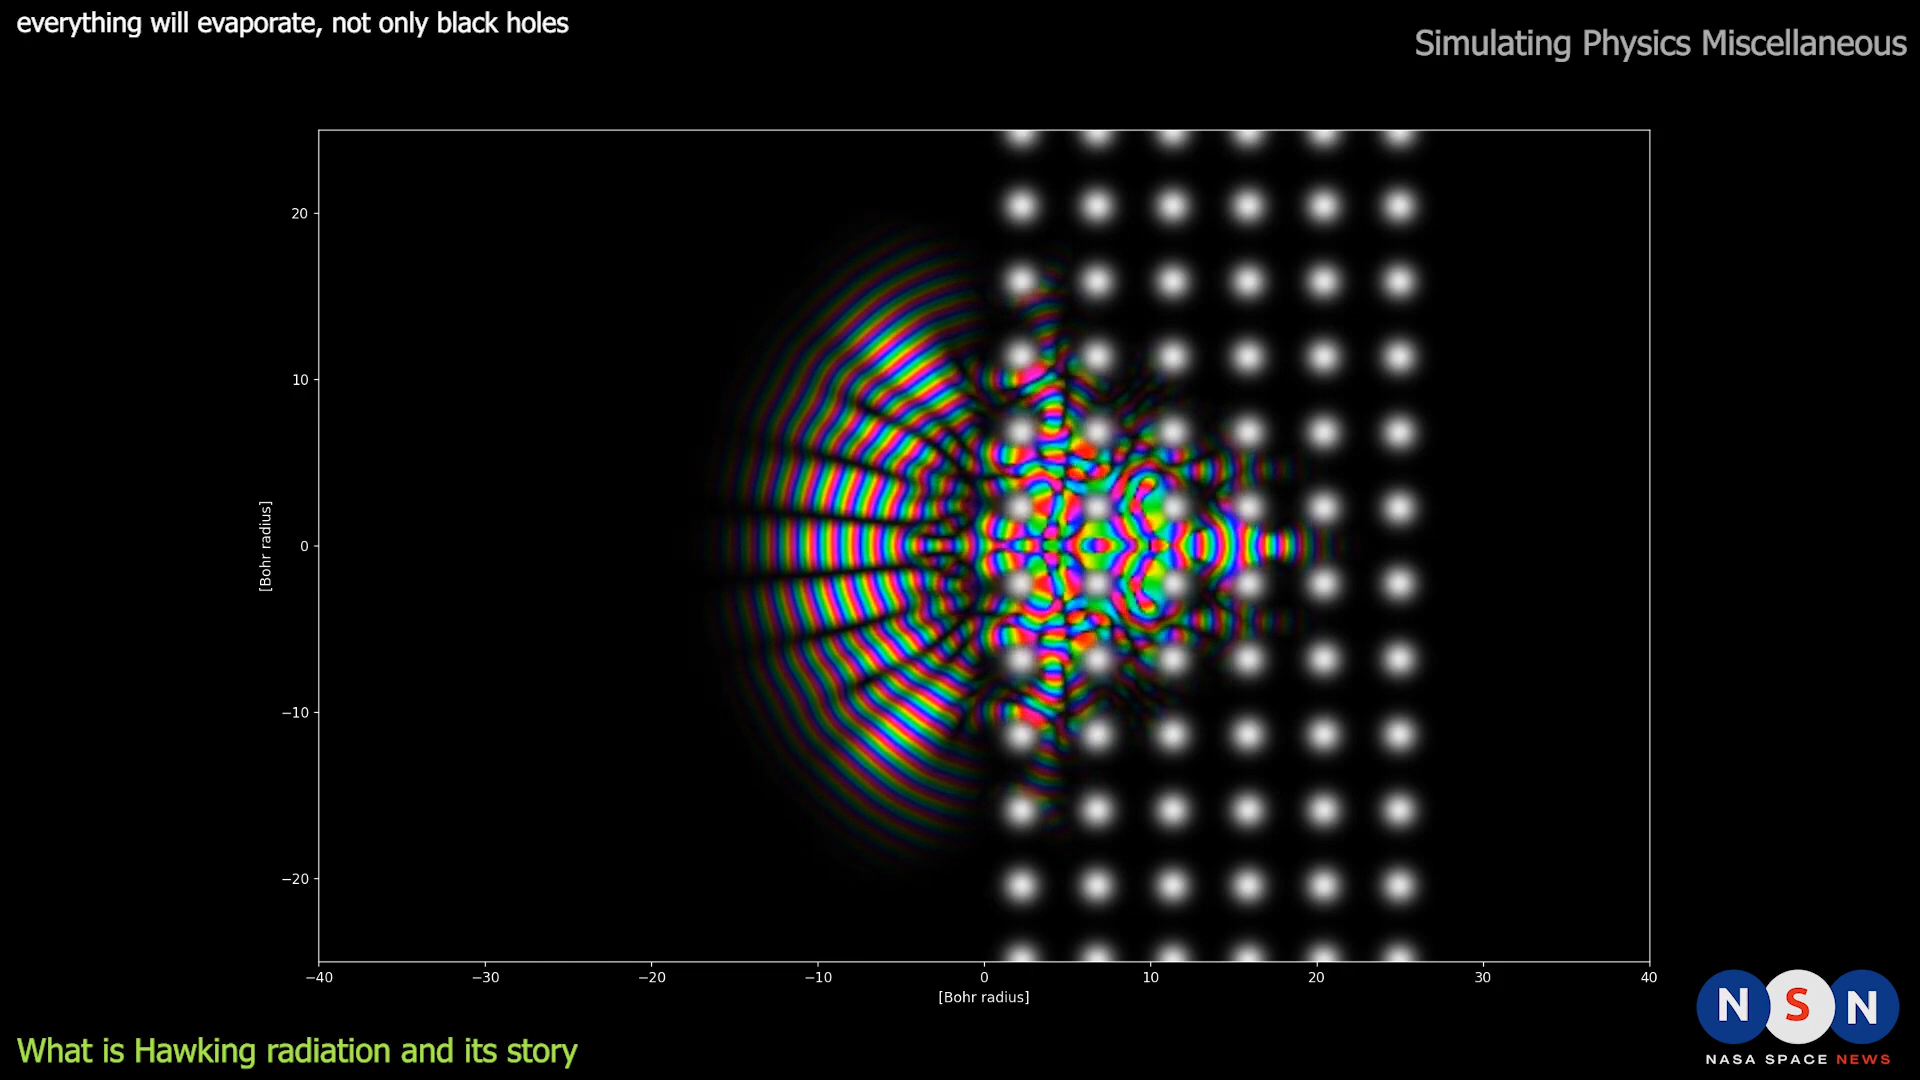 everything will evaporate, not only black holes
Simulating Physics Miscellaneous
20
10
0
−10
−20
[Bohr radius]
−40 −30 −20 −10 0 10 20 30 40
[Bohr radius]
What is Hawking radiation and its story
N S N
NASA SPACE NEWS